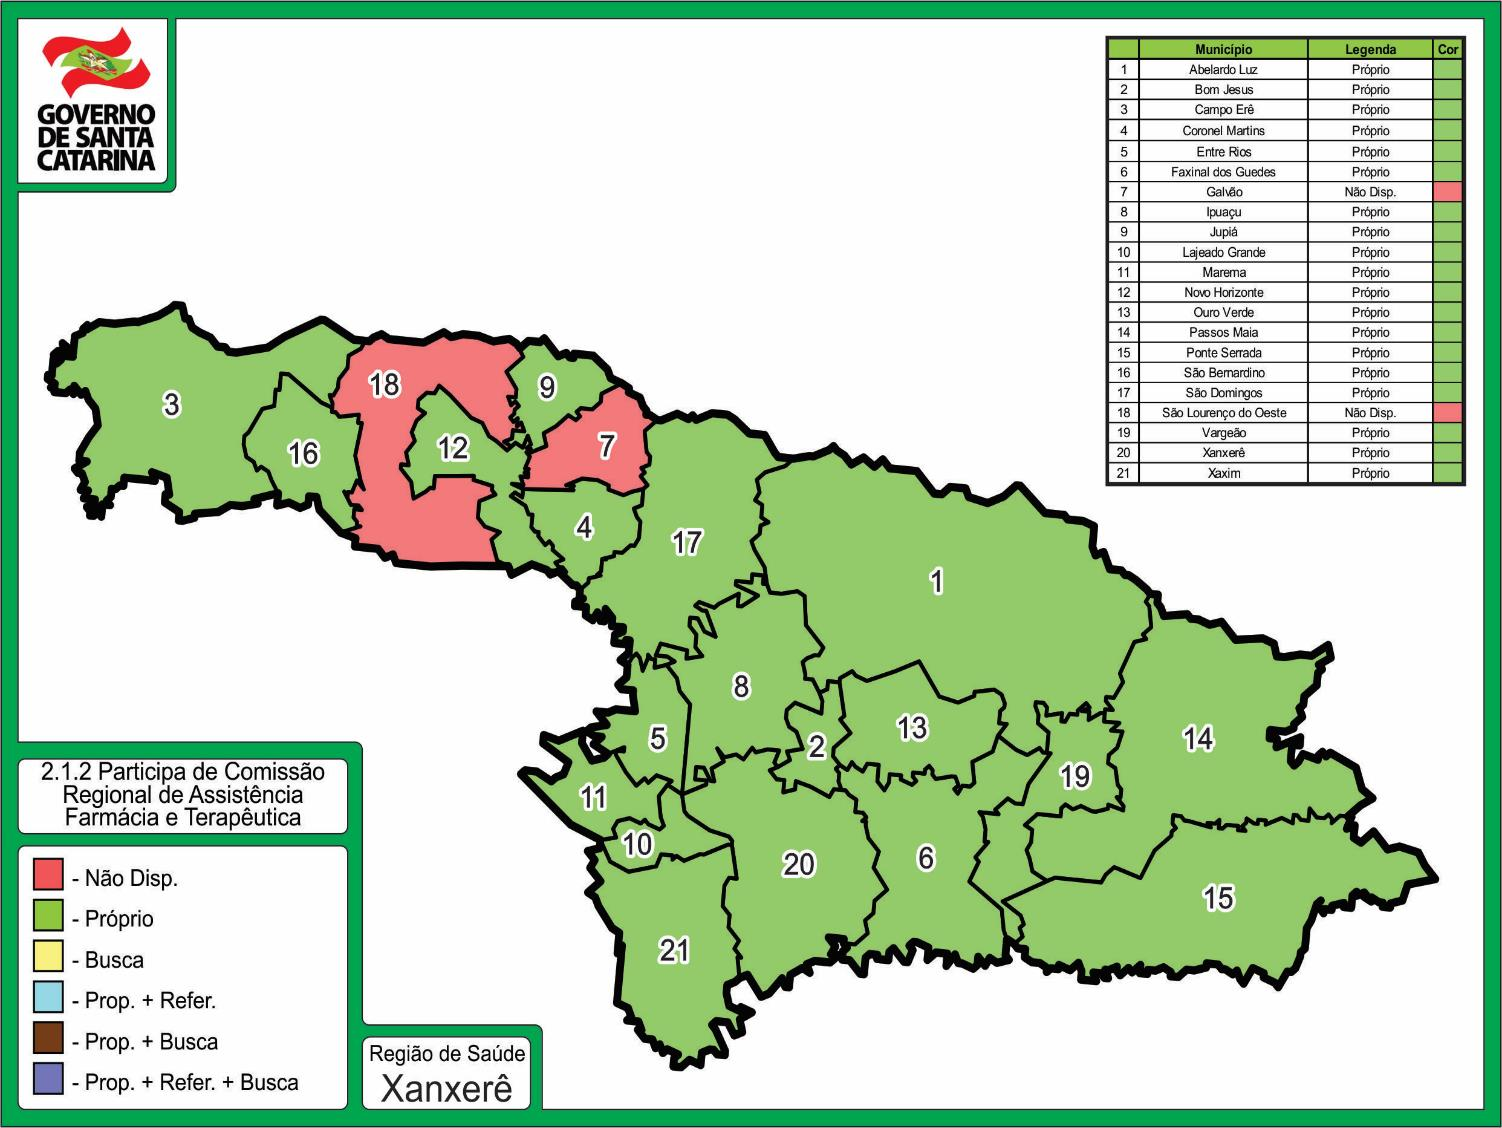 GOVERNO
DE SANTA
CATARINA
Município Legenda Cor
1 Abelardo Luz Próprio
2 Bom Jesus Próprio
3 Campo Erê Próprio
4 Coronel Martins Próprio
5 Entre Rios Próprio
6 Faxinal dos Guedes Próprio
7 Galvão Não Disp.
8 Ipuaçu Próprio
9 Jupiá Próprio
10 Lajeado Grande Próprio
11 Marema Próprio
12 Novo Horizonte Próprio
13 Ouro Verde Próprio
14 Passos Maia Próprio
15 Ponte Serrada Próprio
16 São Bernardino Próprio
17 São Domingos Próprio
18 São Lourenço do Oeste Não Disp.
19 Vargeão Próprio
20 Xanxerê Próprio
21 Xaxim Próprio
3
18
9
16
12
7
4
17
1
8
5
2
13
14
19
11
10
20
6
15
21
2.1.2 Participa de Comissão
Regional de Assistência
Farmácia e Terapêutica
- Não Disp.
- Próprio
- Busca
- Prop. + Refer.
- Prop. + Busca
- Prop. + Refer. + Busca
Região de Saúde
Xanxerê